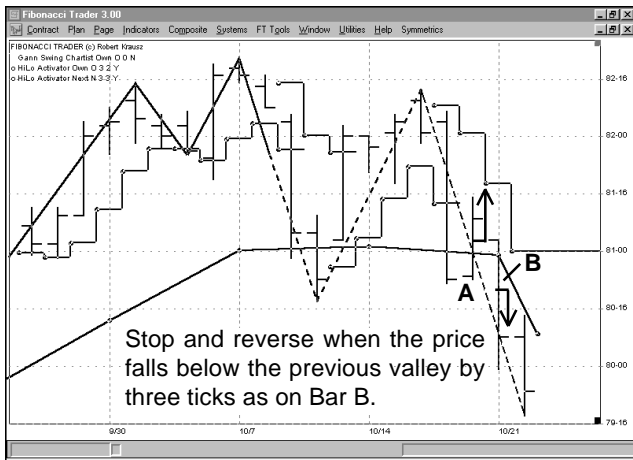 Fibonacci Trader 3.00
Contract Plan Page Indicators Composite Systems FT Tools Window Utilities Help Symmetrics
FIBONACCI TRADER (c) Robert Krausz
Gann Swing Chartist Own O O N
HiLo Activator Own O 3 2 Y
HiLo Activator Next N 3 3 Y
82-16
82-00
81-16
81-00
80-16
80-00
79-16
A
B
Stop and reverse when the price
falls below the previous valley by
three ticks as on Bar B.
9/30 10/7 10/14 10/21